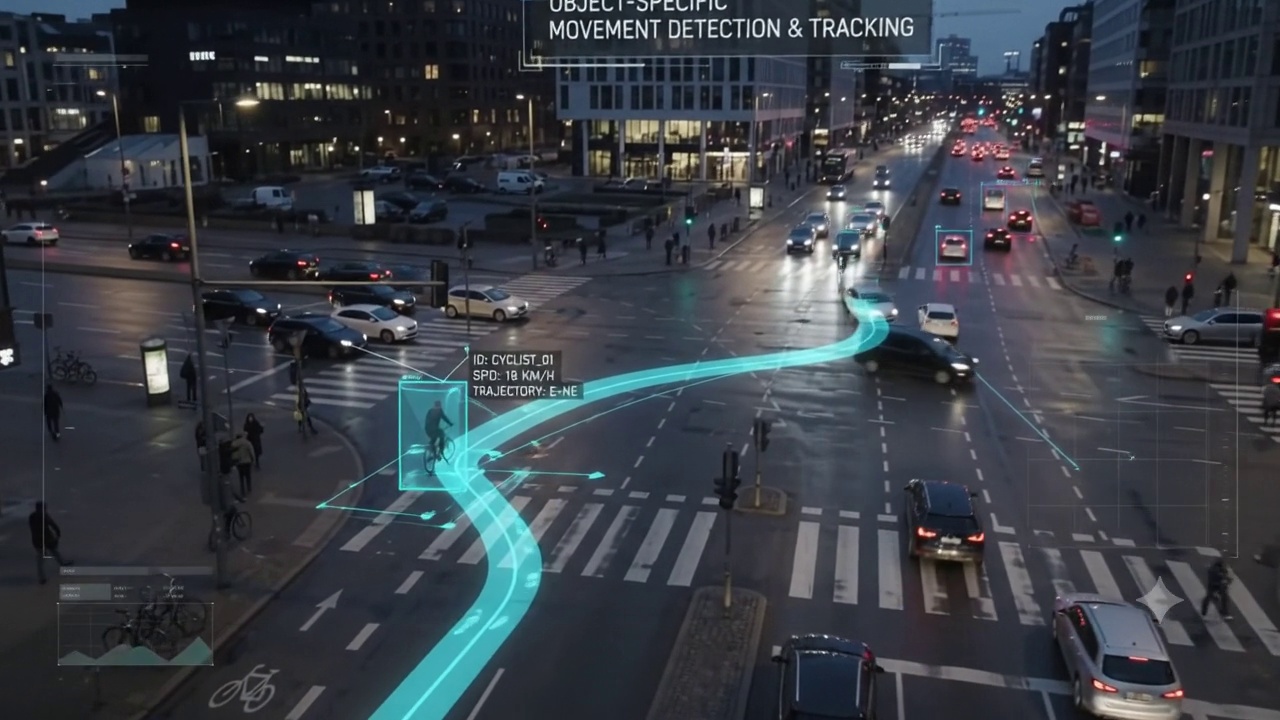 OBJECT-SPECIFIC
MOVEMENT DETECTION & TRACKING
ID: CYCLIST_01
SPD: 18 KM/H
TRAJECTORY: E-NE